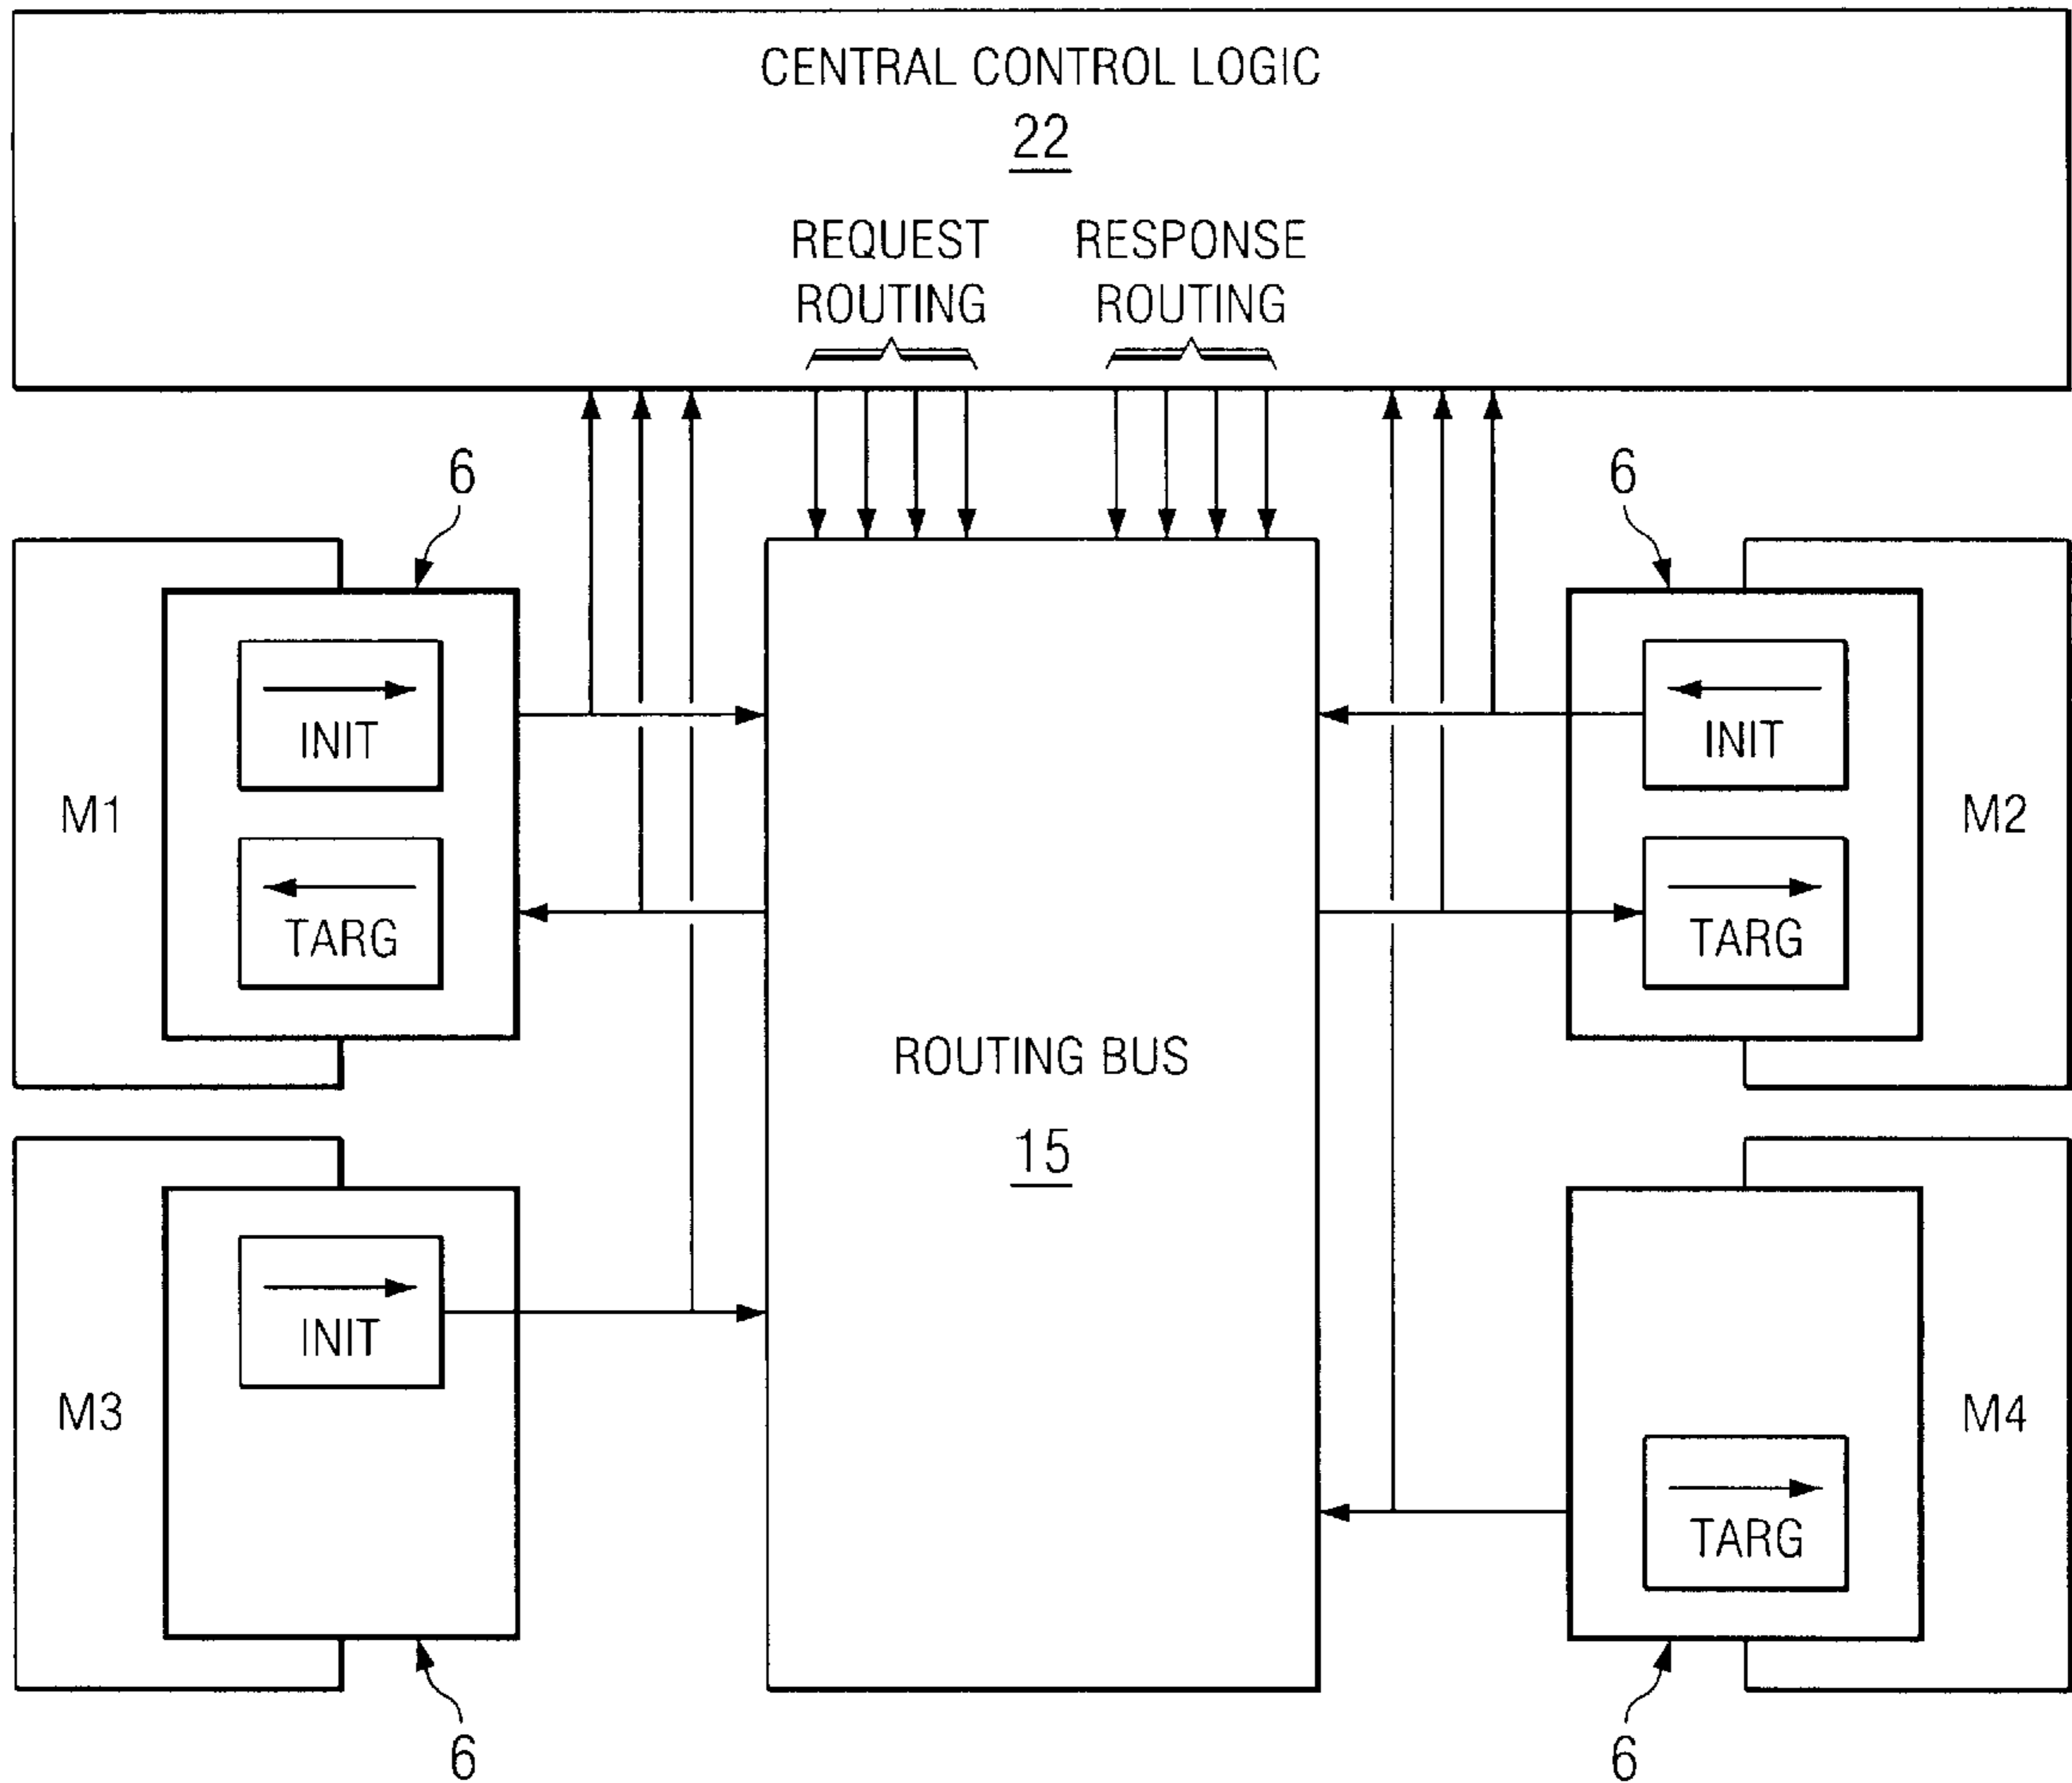 CENTRAL CONTROL LOGIC
22
REQUEST
ROUTING
RESPONSE
ROUTING
6
6
INIT
INIT
M1
M2
TARG
TARG
ROUTING BUS
15
INIT
M3
M4
TARG
6
6